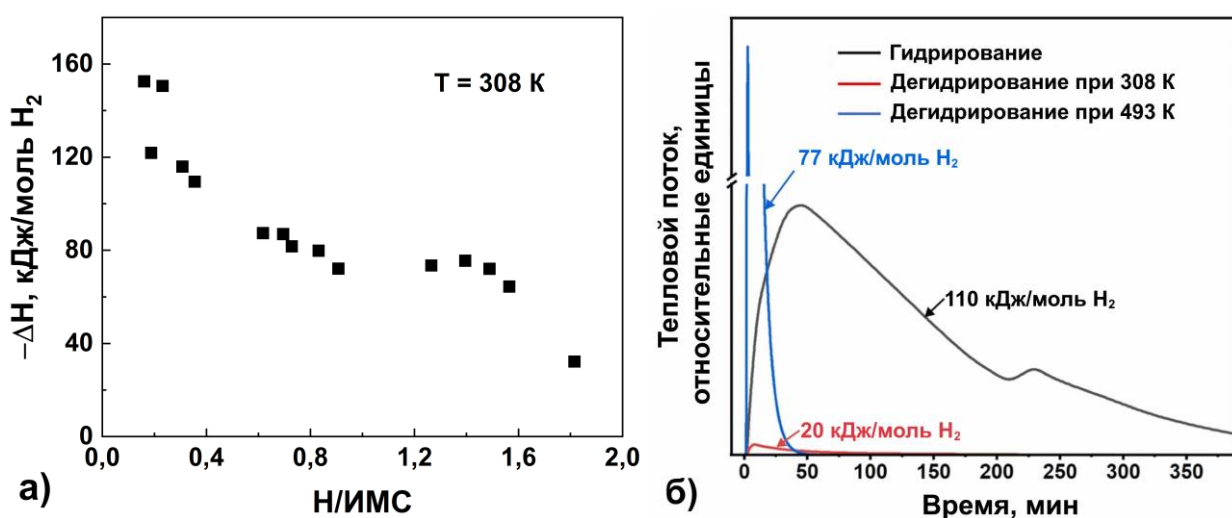 −ΔH, кДж/моль H₂
160
120
80
40
0
T = 308 К
0,0 0,4 0,8 1,2 1,6 2,0
Н/ИМС
а)
Тепловой поток,
относительные единицы
Гидрирование
Дегидрирование при 308 К
Дегидрирование при 493 К
77 кДж/моль H₂
110 кДж/моль H₂
20 кДж/моль H₂
0 50 100 150 200 250 300 350
Время, мин
б)